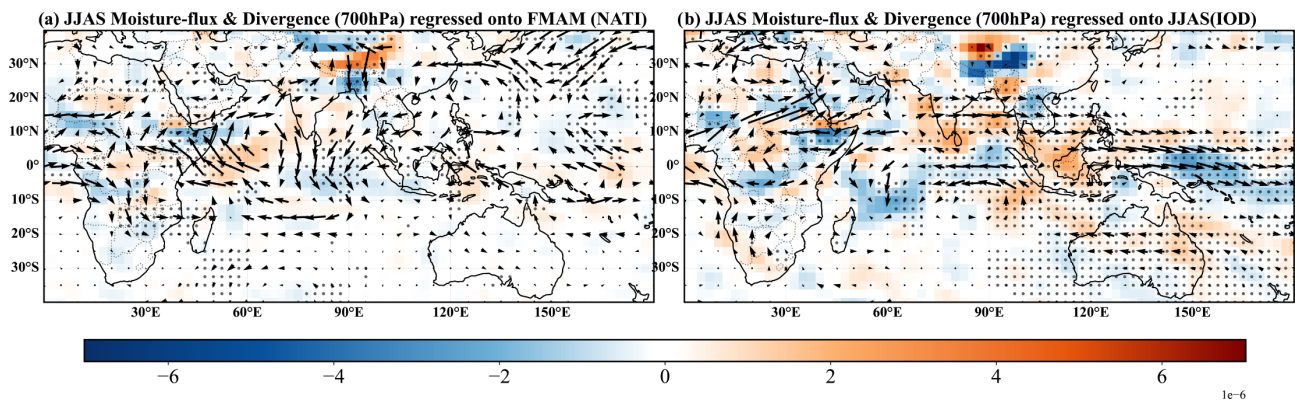 (a) JJAS Moisture-flux & Divergence (700hPa) regressed onto FMAM (NATI)
(b) JJAS Moisture-flux & Divergence (700hPa) regressed onto JJAS(IOD)
30°N 30°N
20°N 20°N
10°N 10°N
0° 0°
10°S 10°S
20°S 20°S
30°S 30°S
30°E 60°E 90°E 120°E 150°E 30°E 60°E 90°E 120°E 150°E
−6 −4 −2 0 2 4 6
1e−6